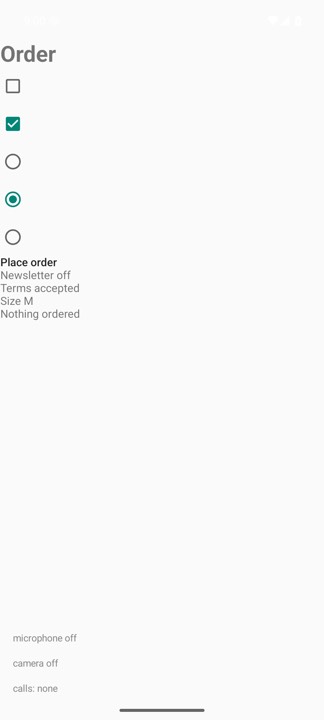 Order
Place order
Newsletter off
Terms accepted
Size M
Nothing ordered
microphone off
camera off
calls: none